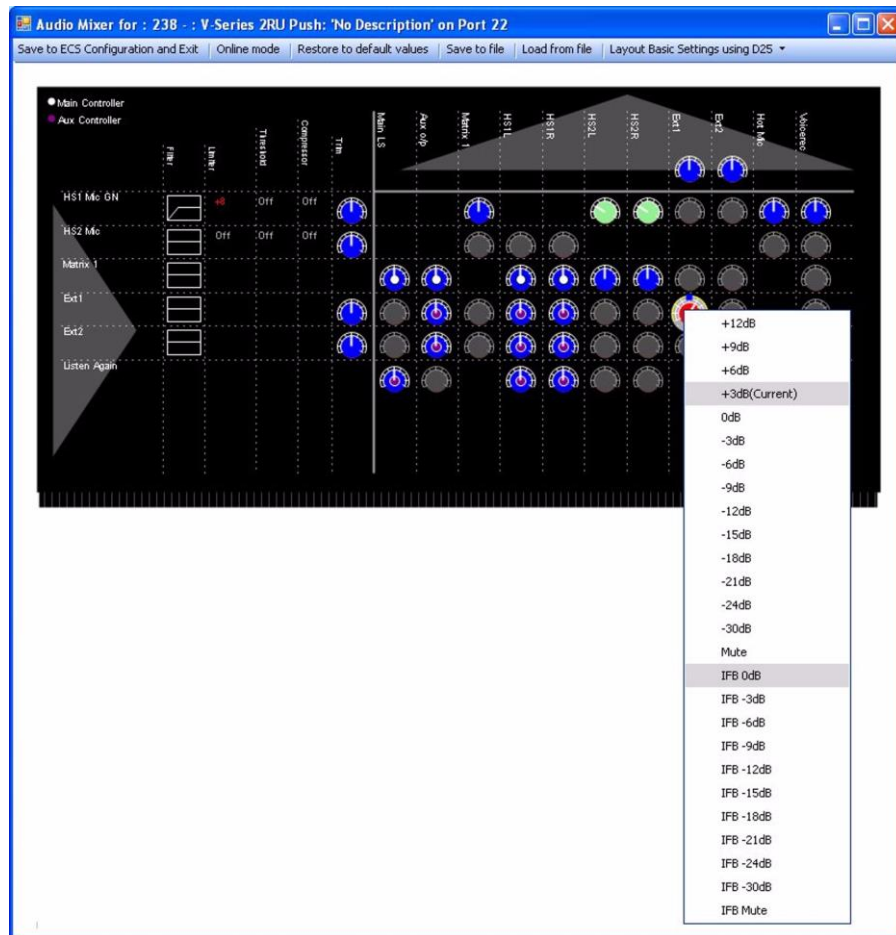 Audio Mixer for : 238 - : V-Series 2RU Push: 'No Description' on Port 22
Save to ECS Configuration and Exit Online mode Restore to default values Save to file Load from file Layout Basic Settings using D25
Main Controller
Aux Controller
Filter
Limiter
Threshold
Compressor
Trim
Main LS
Aux o/p
Matrix 1
HS1L
HS1R
HS2L
HS2R
Ext1
Ext2
Hot Mic
Voicerec
HS1 Mic GN +8 Off Off
HS2 Mic Off Off Off
Matrix 1
Ext1
Ext2
Listen Again
+12dB
+9dB
+6dB
+3dB(Current)
0dB
-3dB
-6dB
-9dB
-12dB
-15dB
-18dB
-21dB
-24dB
-30dB
Mute
IFB 0dB
IFB -3dB
IFB -6dB
IFB -9dB
IFB -12dB
IFB -15dB
IFB -18dB
IFB -21dB
IFB -24dB
IFB -30dB
IFB Mute